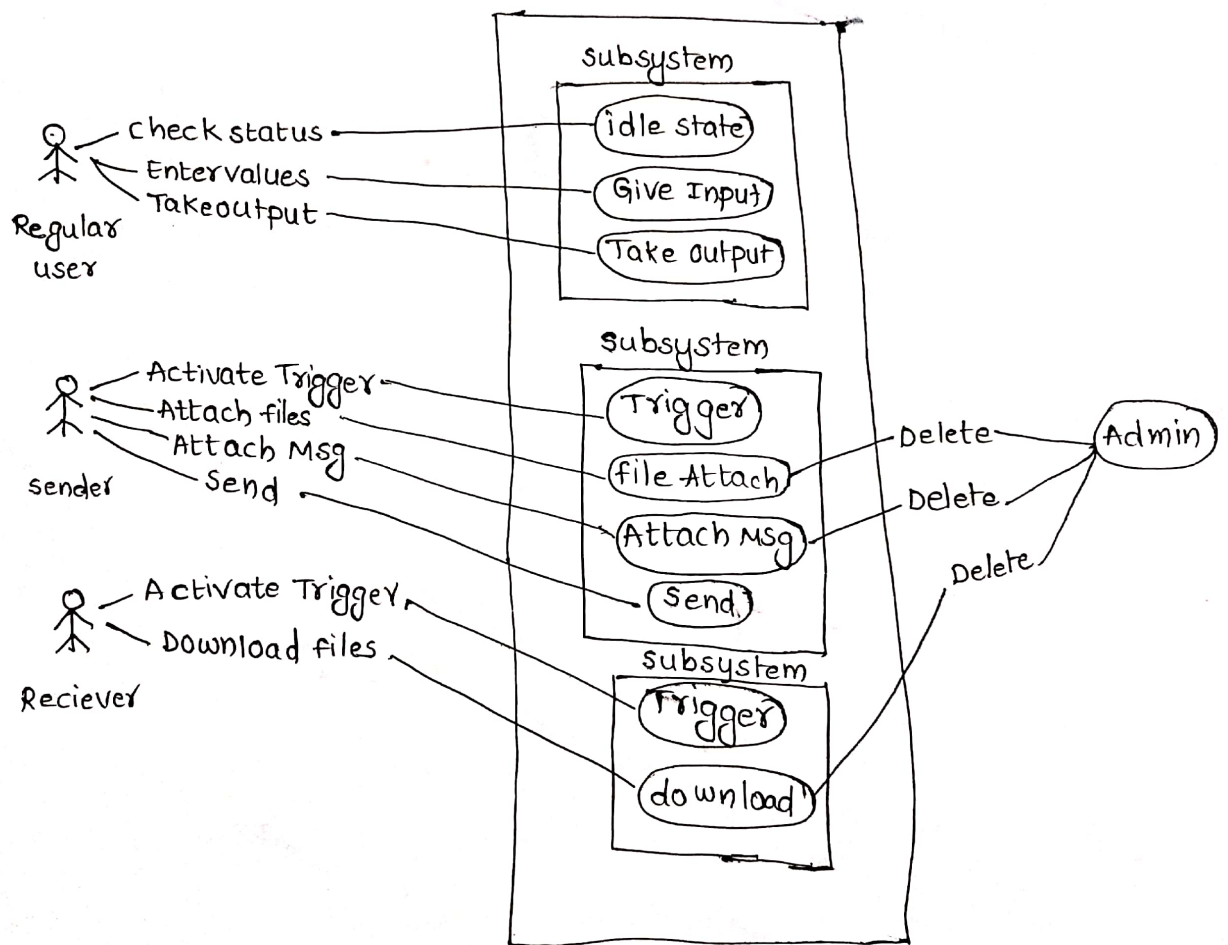 subsystem
check status
idle state
Entervalues
Give Input
Takeoutput
Take output
Regular
user
subsystem
Activate Trigger
Trigger
Attach files
Delete
Admin
Attach Msg
file Attach
Send
Delete
sender
Attach Msg
Delete
Activate Trigger
Send
Download files
subsystem
Reciever
Trigger
download